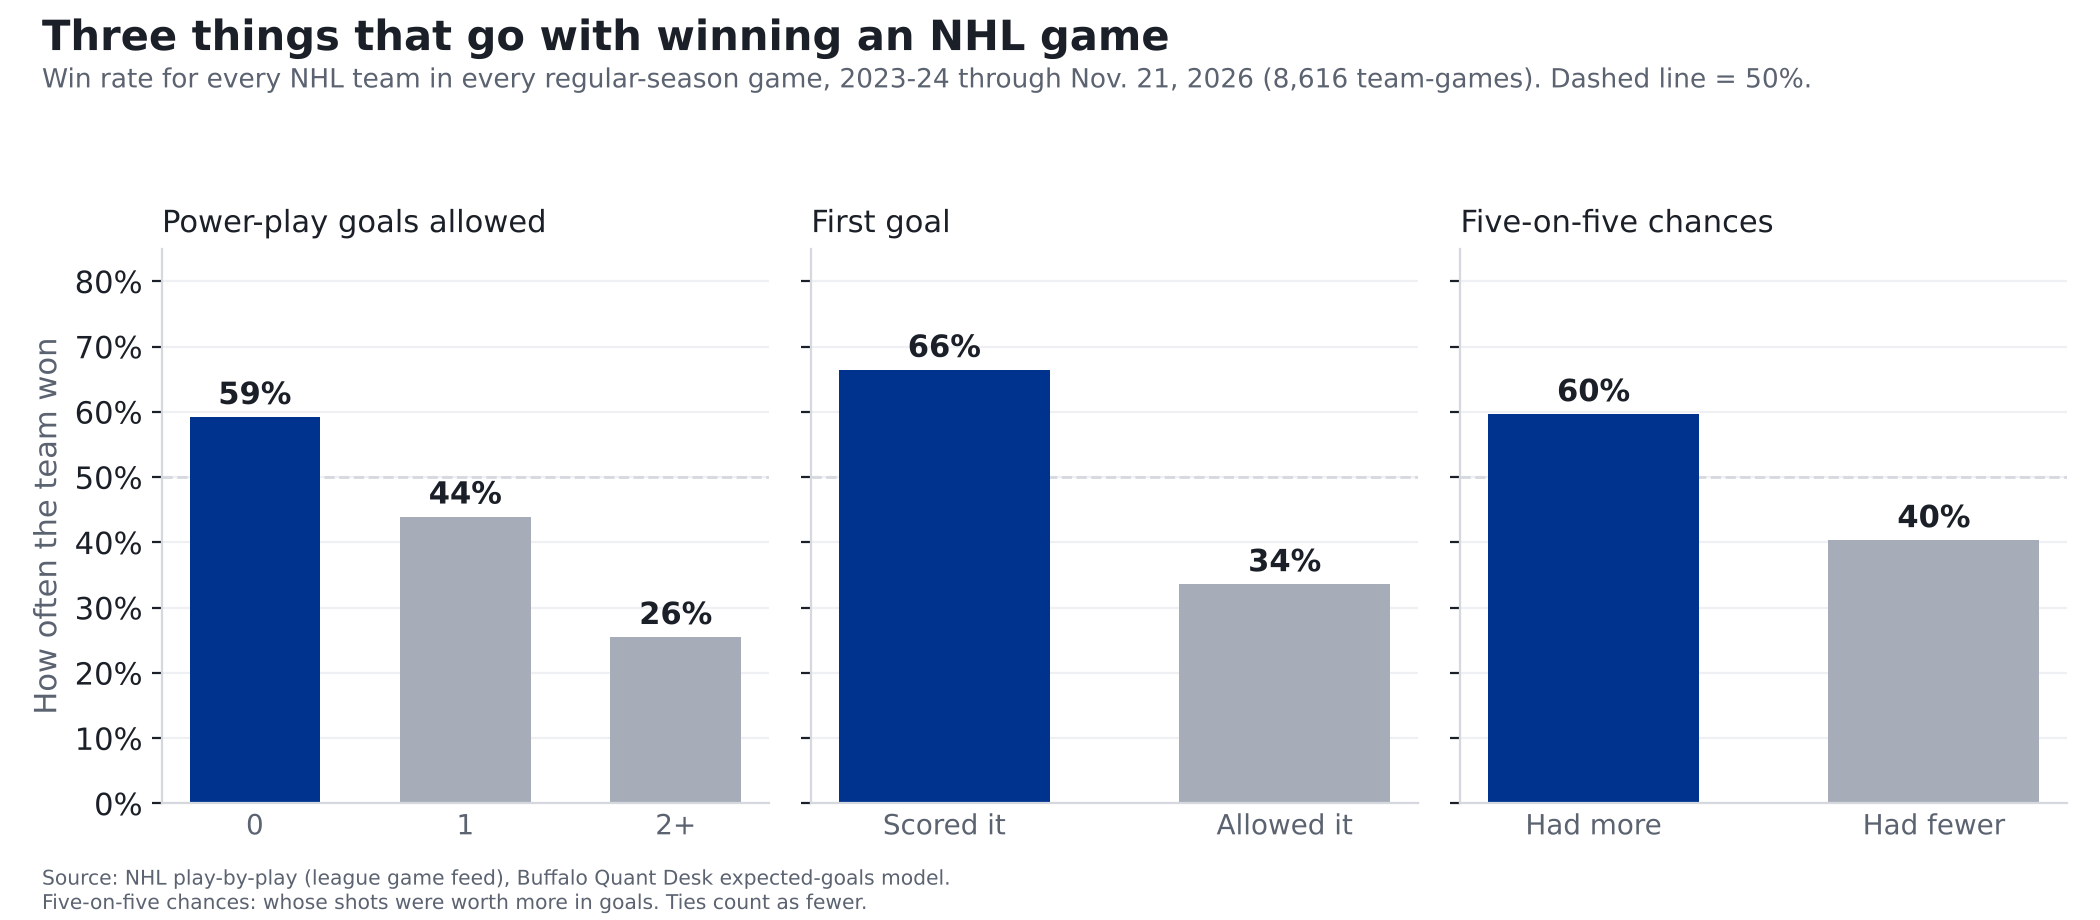 Three things that go with winning an NHL game
Win rate for every NHL team in every regular-season game, 2023-24 through Nov. 21, 2026 (8,616 team-games). Dashed line = 50%.
Power-play goals allowed
First goal
Five-on-five chances
How often the team won
80%
70%
60%
50%
40%
30%
20%
10%
0%
59%
44%
26%
66%
34%
60%
40%
0
1
2+
Scored it
Allowed it
Had more
Had fewer
Source: NHL play-by-play (league game feed), Buffalo Quant Desk expected-goals model.
Five-on-five chances: whose shots were worth more in goals. Ties count as fewer.